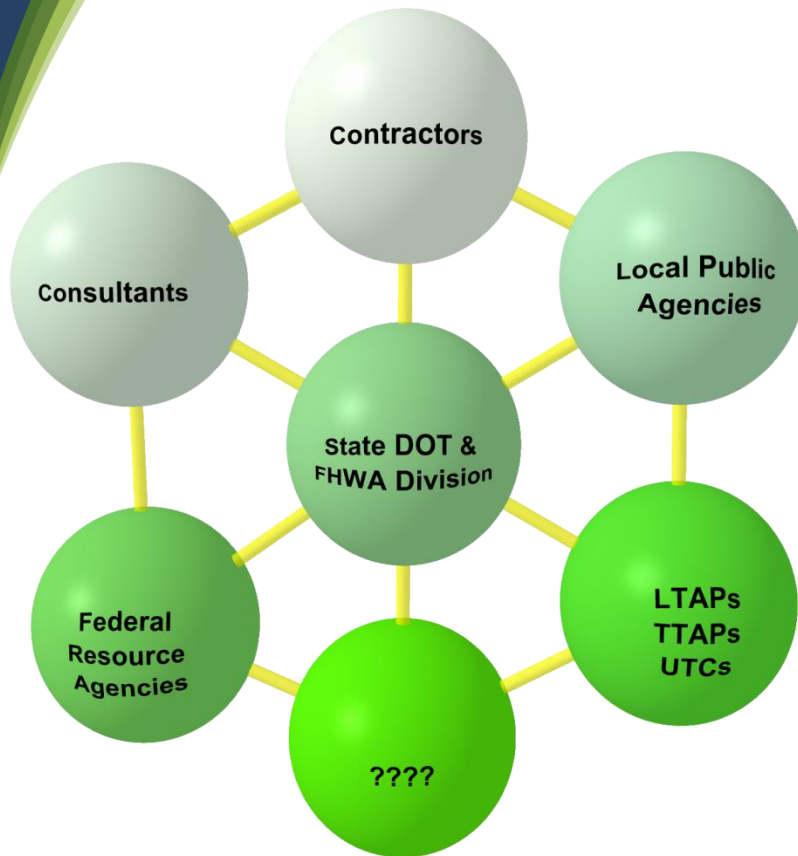 Contractors
Consultants
Local Public
Agencies
State DOT &
FHWA Division
Federal
Resource
Agencies
LTAPs
TTAPs
UTCs
????